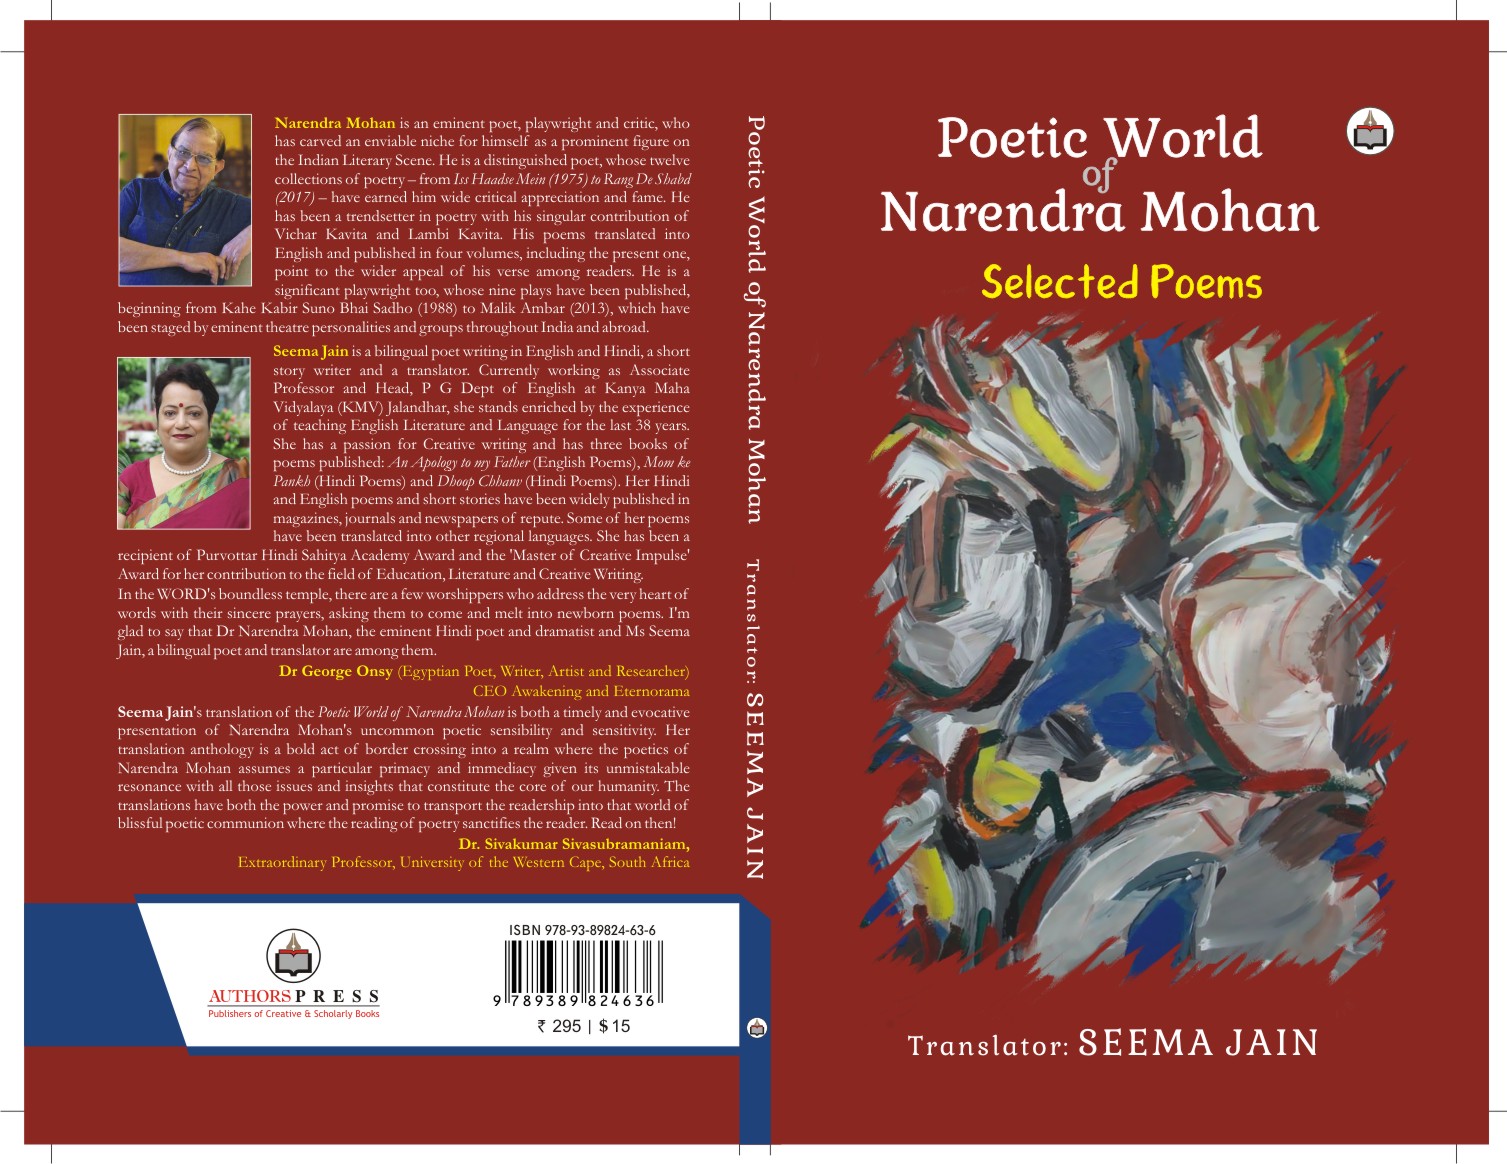 Narendra Mohan is an eminent poet, playwright and critic, who
has carved an enviable niche for himself as a prominent figure on
the Indian Literary Scene. He is a distinguished poet, whose twelve
collections of poetry – from Iss Haadse Mein (1975) to Rang De Shabd
(2017) – have earned him wide critical appreciation and fame. He
has been a trendsetter in poetry with his singular contribution of
Vichar Kavita and Lambi Kavita. His poems translated into
English and published in four volumes, including the present one,
point to the wider appeal of his verse among readers. He is a
significant playwright too, whose nine plays have been published,
beginning from Kahe Kabir Suno Bhai Sadho (1988) to Malik Ambar (2013), which have
been staged by eminent theatre personalities and groups throughout India and abroad.
Seema Jain is a bilingual poet writing in English and Hindi, a short
story writer and a translator. Currently working as Associate
Professor and Head, P G Dept of English at Kanya Maha
Vidyalaya (KMV) Jalandhar, she stands enriched by the experience
of teaching English Literature and Language for the last 38 years.
She has a passion for Creative writing and has three books of
poems published: An Apology to my Father (English Poems), Mom ke
Pankh (Hindi Poems) and Dhoop Chhanv (Hindi Poems). Her Hindi
and English poems and short stories have been widely published in
magazines, journals and newspapers of repute. Some of her poems
have been translated into other regional languages. She has been a
recipient of Purvottar Hindi Sahitya Academy Award and the 'Master of Creative Impulse'
Award for her contribution to the field of Education, Literature and Creative Writing.
In the WORD's boundless temple, there are a few worshippers who address the very heart of
words with their sincere prayers, asking them to come and melt into newborn poems. I'm
glad to say that Dr Narendra Mohan, the eminent Hindi poet and dramatist and Ms Seema
Jain, a bilingual poet and translator are among them.
Dr George Onsy (Egyptian Poet, Writer, Artist and Researcher)
CEO Awakening and Eternorama
Seema Jain's translation of the Poetic World of Narendra Mohan is both a timely and evocative
presentation of Narendra Mohan's uncommon poetic sensibility and sensitivity. Her
translation anthology is a bold act of border crossing into a realm where the poetics of
Narendra Mohan assumes a particular primacy and immediacy given its unmistakable
resonance with all those issues and insights that constitute the core of our humanity. The
translations have both the power and promise to transport the readership into that world of
blissful poetic communion where the reading of poetry sanctifies the reader. Read on then!
Dr. Sivakumar Sivasubramaniam,
Extraordinary Professor, University of the Western Cape, South Africa
AUTHORSPRESS
Publishers of Creative & Scholarly Books
ISBN 978-93-89824-63-6
9 789389 824636
₹ 295 | $ 15
Poetic World of Narendra Mohan Translator: SEEMA JAIN
Poetic World
of
Narendra Mohan
Selected Poems
Translator: SEEMA JAIN